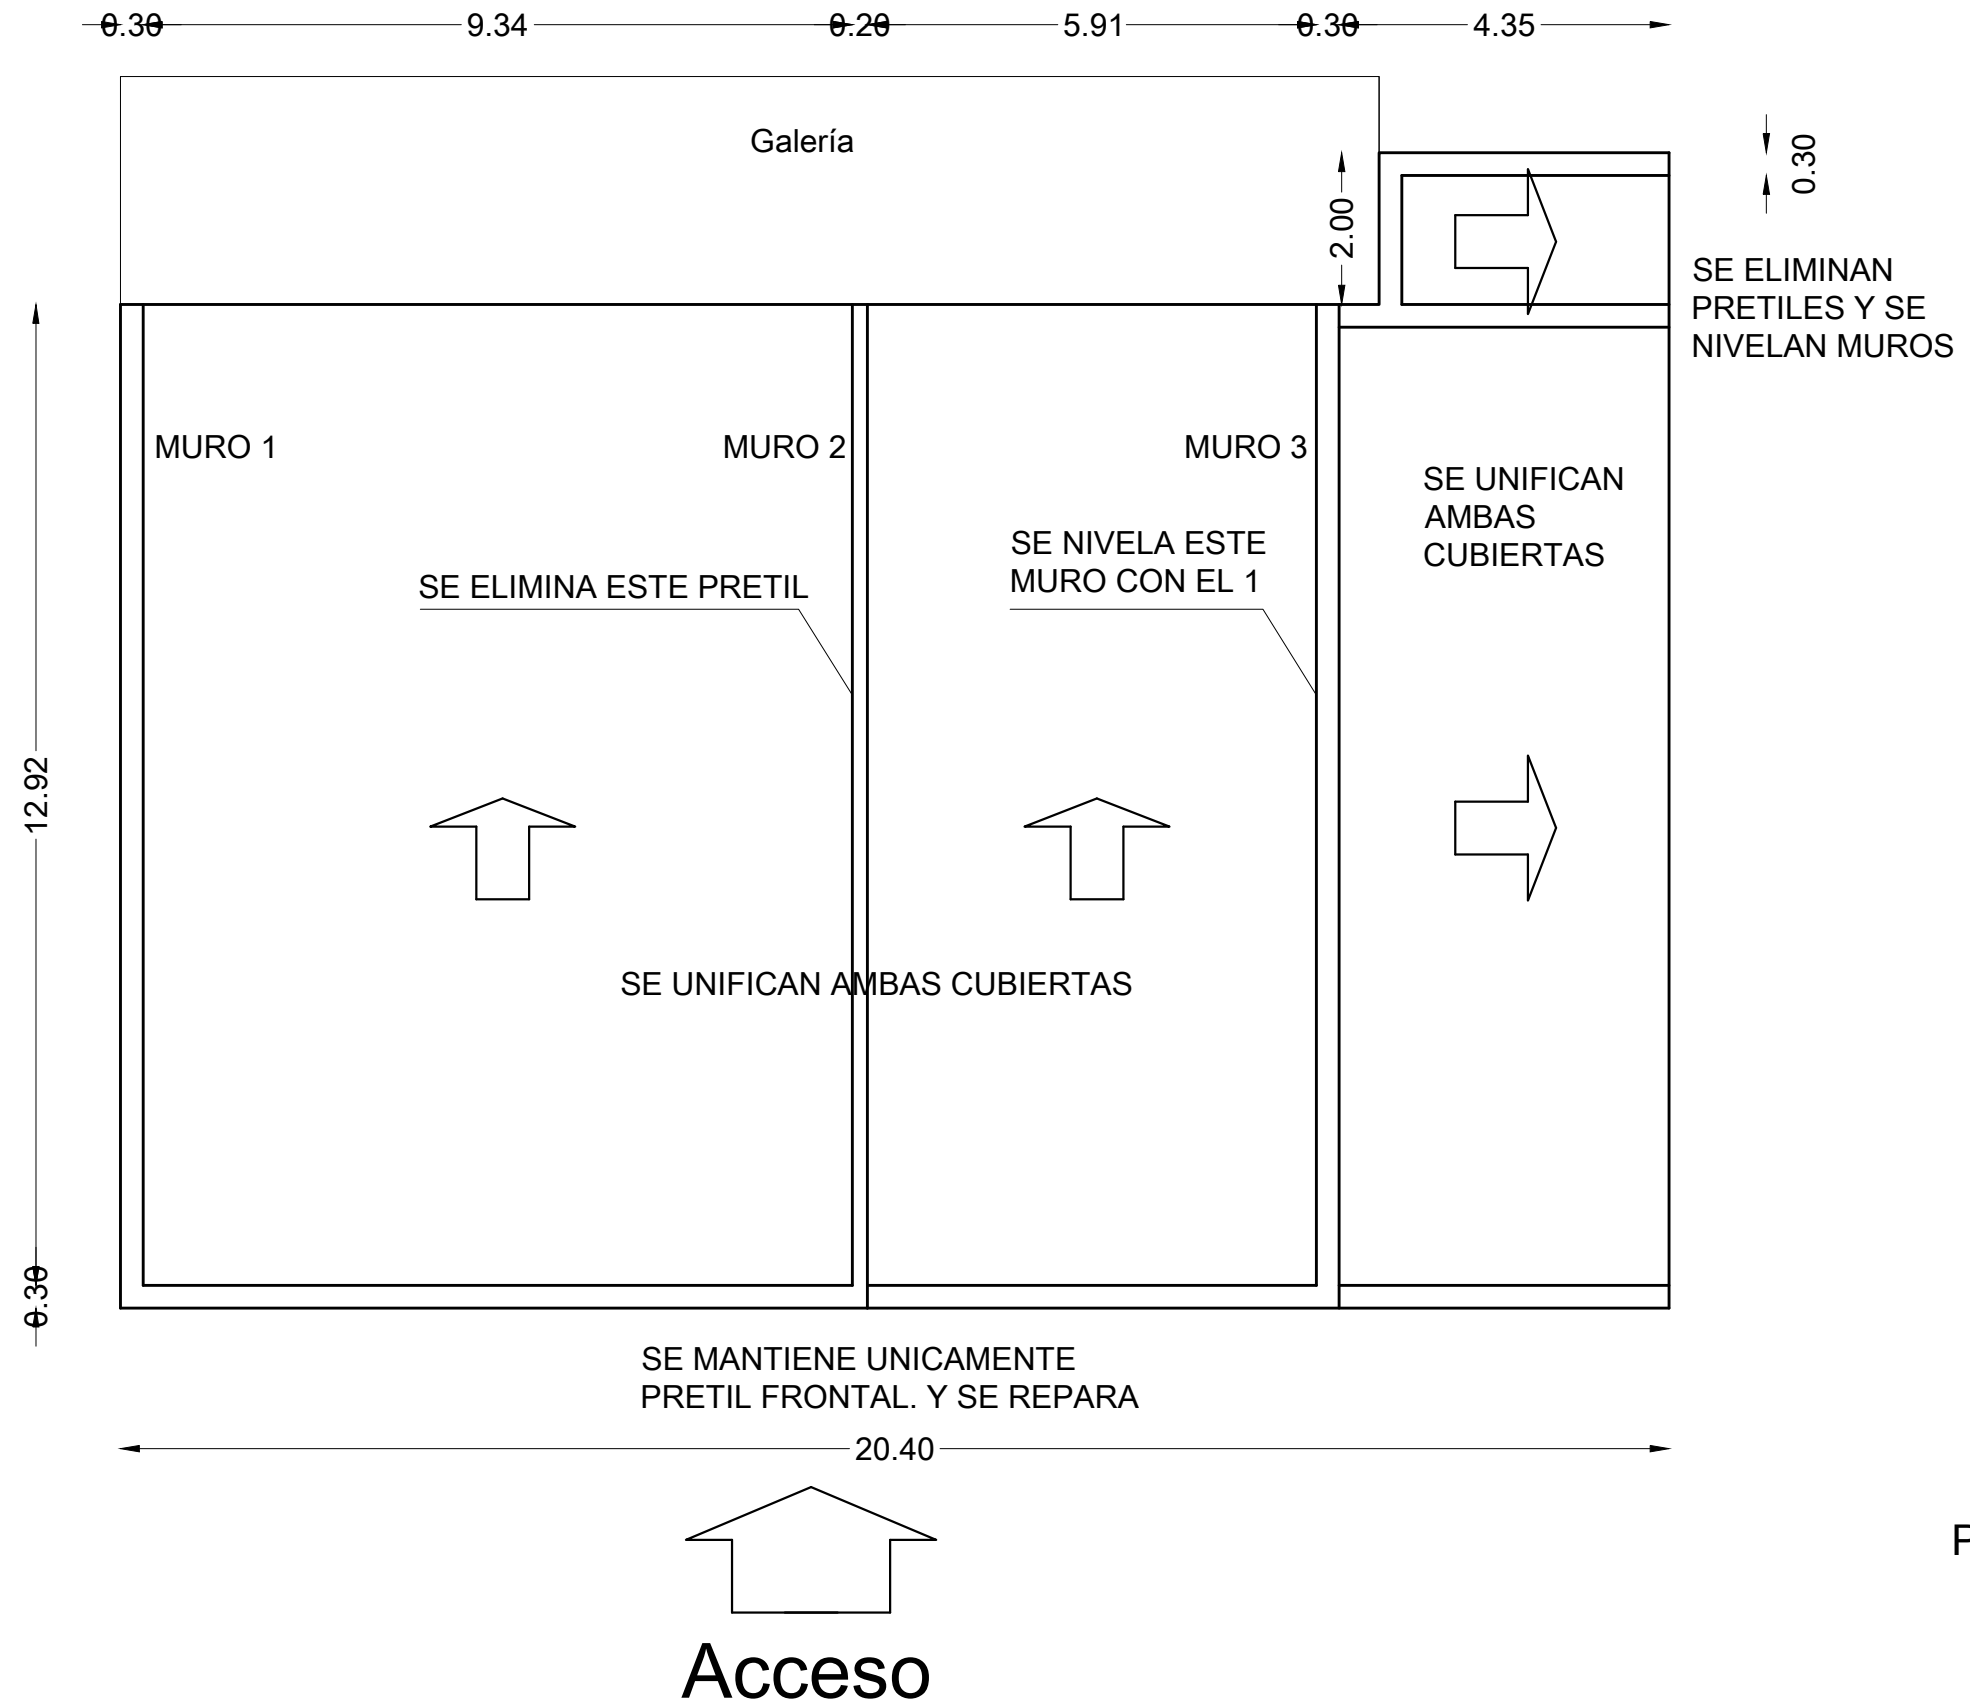 0.30 9.34 0.20 5.91 0.30 4.35
Galería
0.30
2.00
SE ELIMINAN
PRETILES Y SE
NIVELAN MUROS
MURO 1 MURO 2 MURO 3
SE UNIFICAN
AMBAS
CUBIERTAS
SE NIVELA ESTE
MURO CON EL 1
SE ELIMINA ESTE PRETIL
12.92
SE UNIFICAN AMBAS CUBIERTAS
0.30
SE MANTIENE UNICAMENTE
PRETIL FRONTAL. Y SE REPARA
20.40
P
Acceso